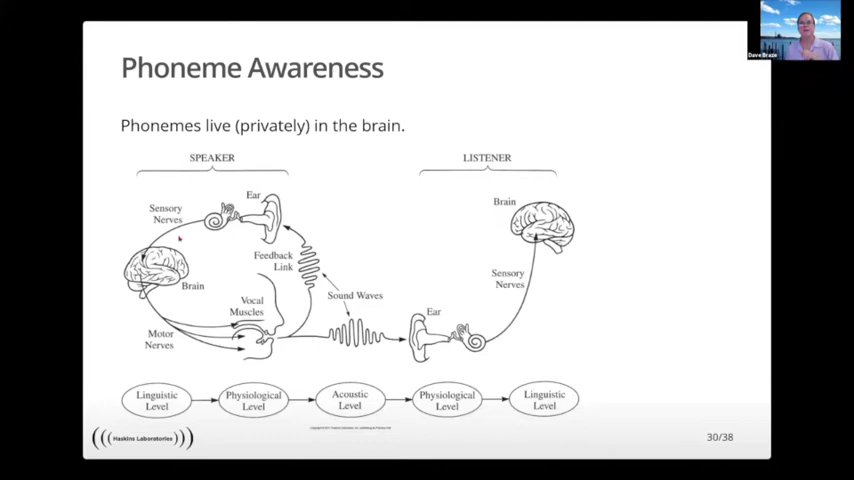 Phoneme Awareness
Dave Braze
Phonemes live (privately) in the brain.
SPEAKER
LISTENER
Ear
Brain
Sensory
Nerves
Feedback
Link
Brain
Sensory
Nerves
Vocal
Muscles
Sound Waves
Ear
Motor
Nerves
Linguistic
Level
Physiological
Level
Acoustic
Level
Physiological
Level
Linguistic
Level
Haskins Laboratories
30/38